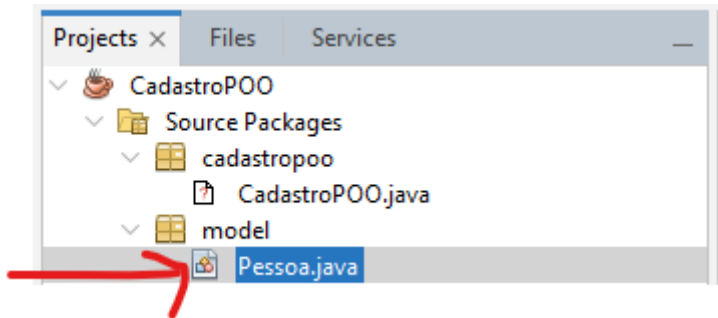 Projects Files Services
CadastroPOO
Source Packages
cadastropoo
CadastroPOO.java
model
Pessoa.java